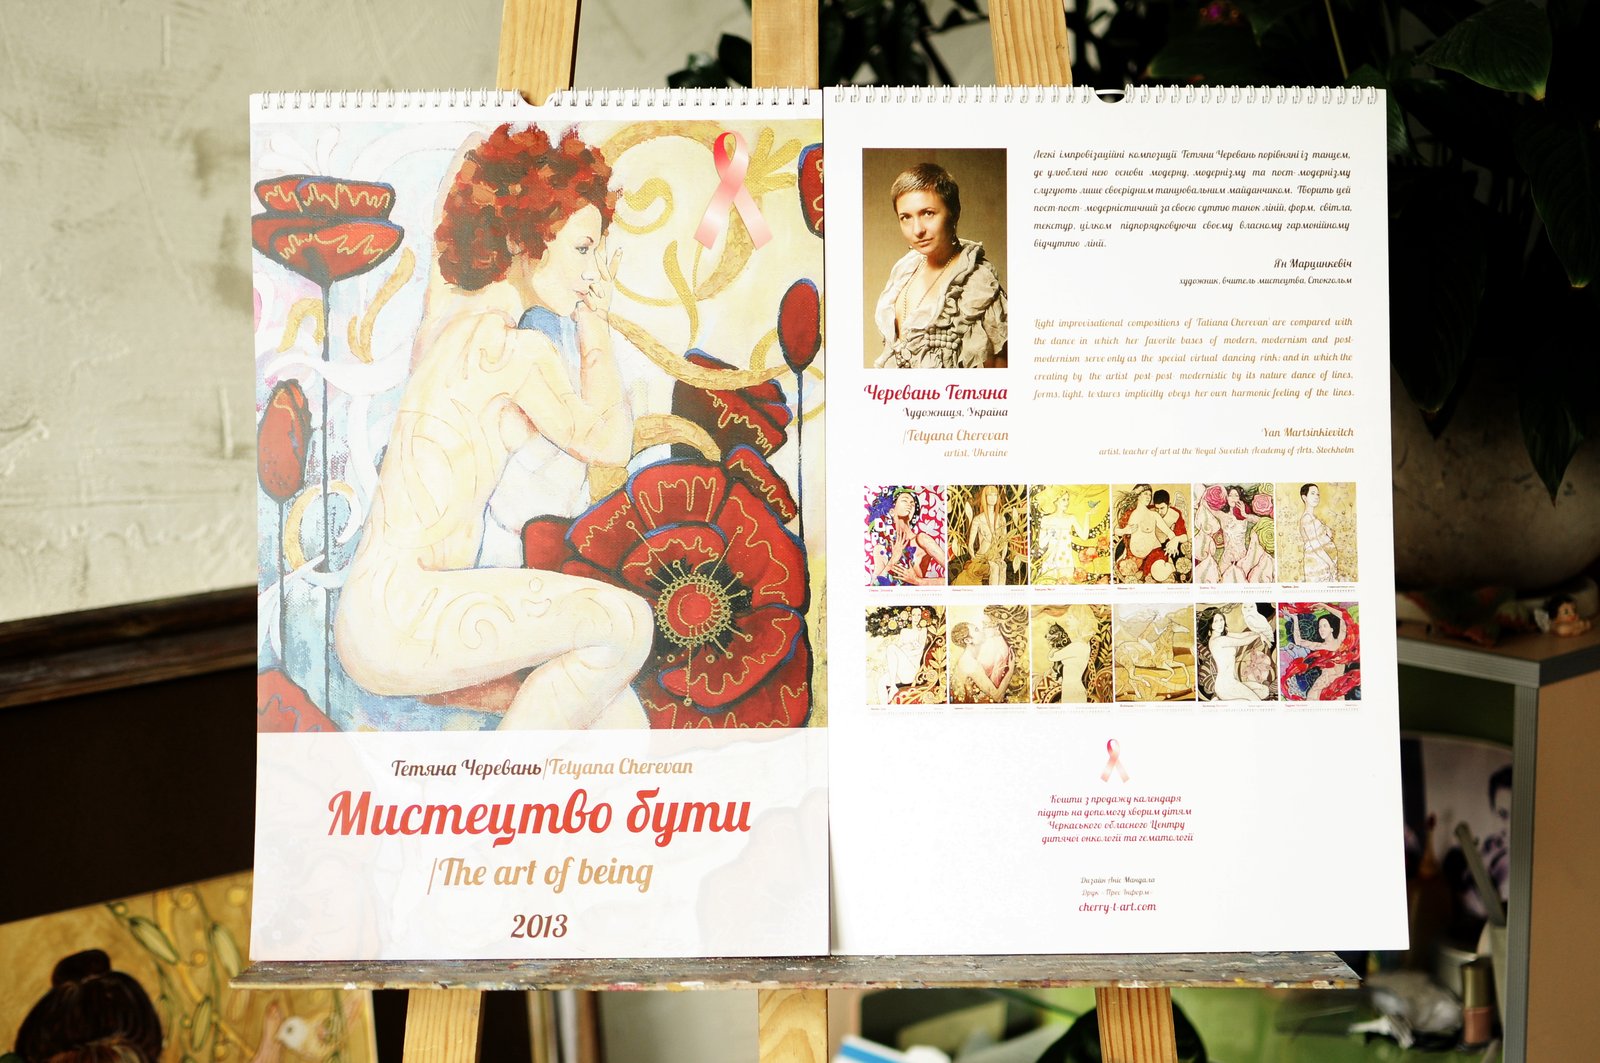 Тетяна Черевань/Tetyana Cherevan
Мистецтво бути
/The art of being
2013
Легкі імпровізаційні композиції Тетяни Черевань порівняні із танцем,
де улюблені нею основи модерну, модернізму та пост-модернізму
слугують лише своєрідним танцювальним майданчиком. Творить цей
пост-пост- модерністичний за своєю суттю танок ліній, форм, світла,
текстур, цілком підпорядковуючи своєму власному гармонійному
відчуттю лінії.
Ян Марцинкевіч
художник, вчитель мистецтва, Стокгольм
Light improvisational compositions of Tatiana Cherevan' are compared with
the dance in which her favorite bases of modern, modernism and post-
modernism serve only as the special virtual dancing rink; and in which the
creating by the artist post-post- modernistic by its nature dance of lines,
forms, light, textures implicitly obeys her own harmonic feeling of the lines.
Yan Martsinkievitch
artist, teacher of art at the Royal Swedish Academy of Arts, Stockholm
Черевань Тетяна
Художниця, Україна
/Tetyana Cherevan
artist, Ukraine
Кошти з продажу календаря
підуть на допомогу хворим дітям
Черкаського обласного Центру
дитячої онкології та гематології
Дизайн Аніс Мандала
Друк «Прес-Інформ»
cherry-t-art.com